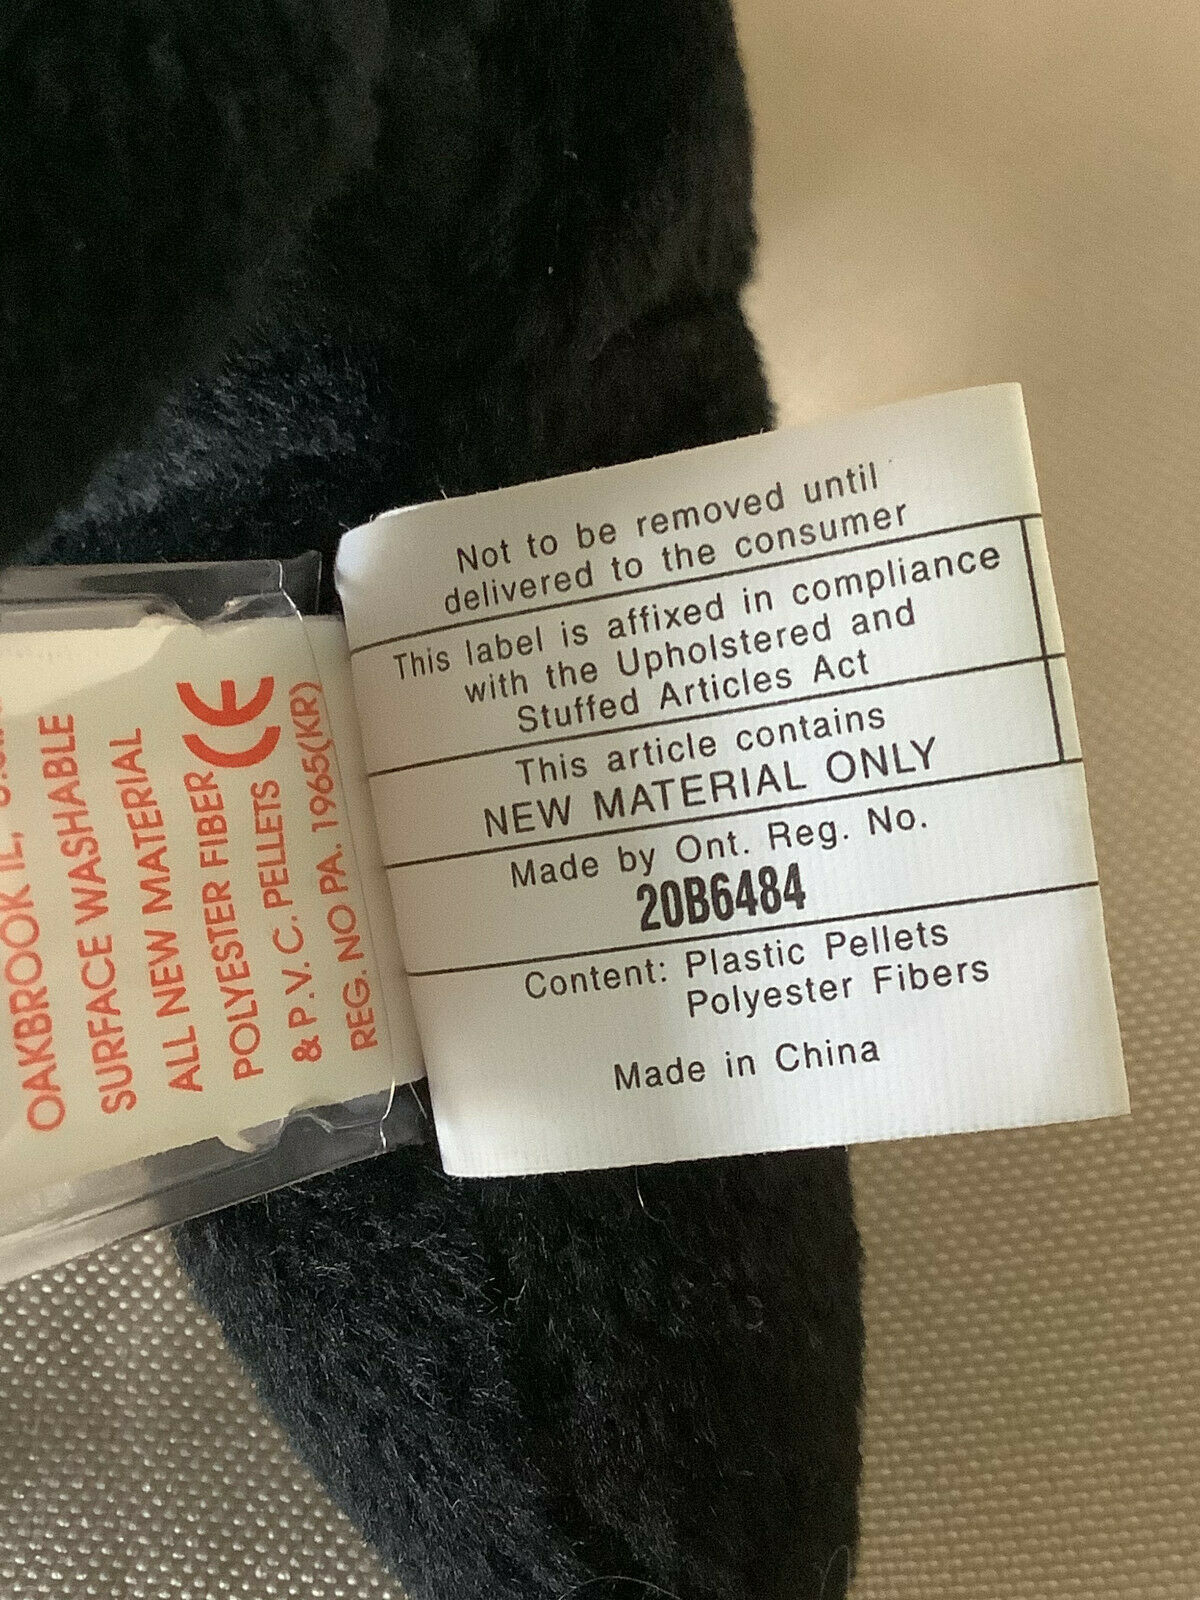 OAKBROOK IL,
SURFACE WASHABLE
ALL NEW MATERIAL
POLYESTER FIBER CE
& P.V.C. PELLETS
REG. NO PA. 1965(KR)
Not to be removed until
delivered to the consumer
This label is affixed in compliance
with the Upholstered and
Stuffed Articles Act
This article contains
NEW MATERIAL ONLY
Made by Ont. Reg. No.
20B6484
Content: Plastic Pellets
Polyester Fibers
Made in China